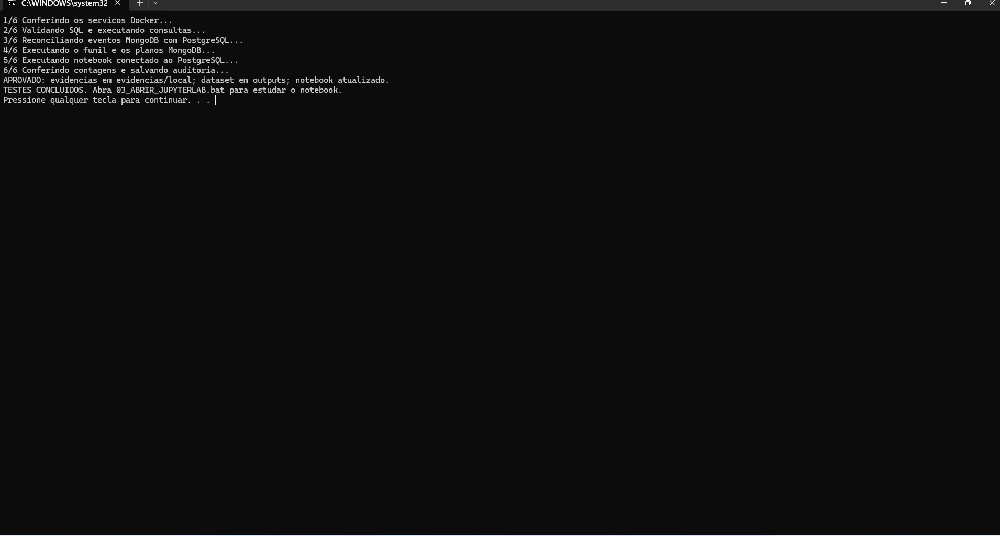 C:\WINDOWS\system32
1/6 Conferindo os servicos Docker...
2/6 Validando SQL e executando consultas...
3/6 Reconciliando eventos MongoDB com PostgreSQL...
4/6 Executando o funil e os planos MongoDB...
5/6 Executando notebook conectado ao PostgreSQL...
6/6 Conferindo contagens e salvando auditoria...
APROVADO: evidencias em evidencias/local; dataset em outputs; notebook atualizado.
TESTES CONCLUIDOS. Abra 03_ABRIR_JUPYTERLAB.bat para estudar o notebook.
Pressione qualquer tecla para continuar. . .